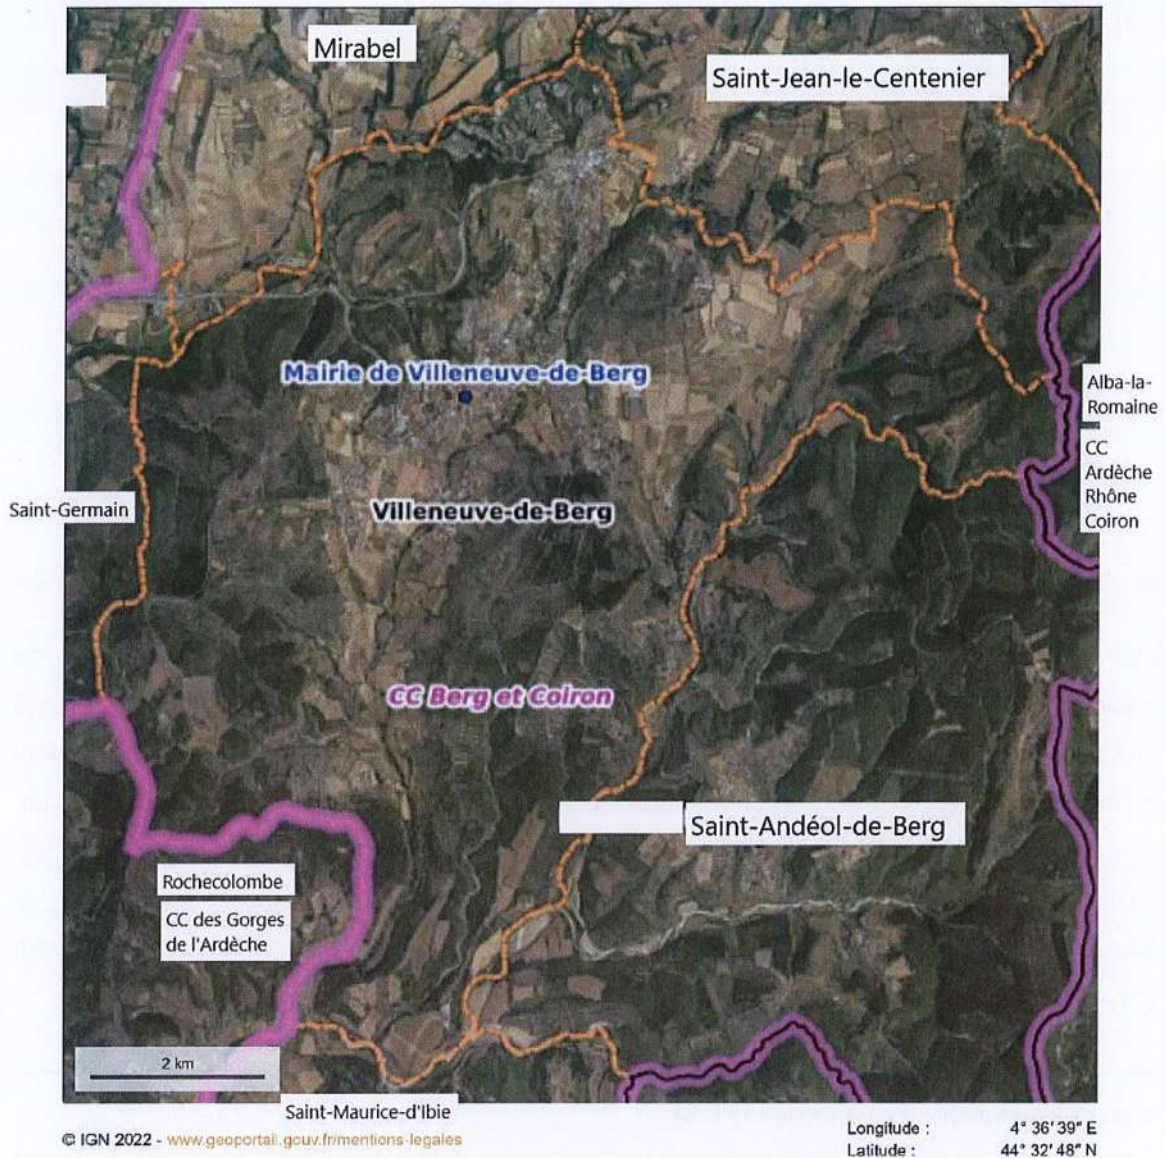 Mirabel
Saint-Jean-le-Centenier
Mairie de Villeneuve-de-Berg
Alba-la-
Romaine
CC
Ardèche
Rhône
Coiron
Saint-Germain
Villeneuve-de-Berg
CC Berg et Coiron
Saint-Andéol-de-Berg
Rochecolombe
CC des Gorges
de l'Ardèche
2 km
Saint-Maurice-d'Ibie
© IGN 2022 - www.geoportail.gouv.fr/mentions-legales
Longitude : 4° 36' 39" E
Latitude : 44° 32' 48" N